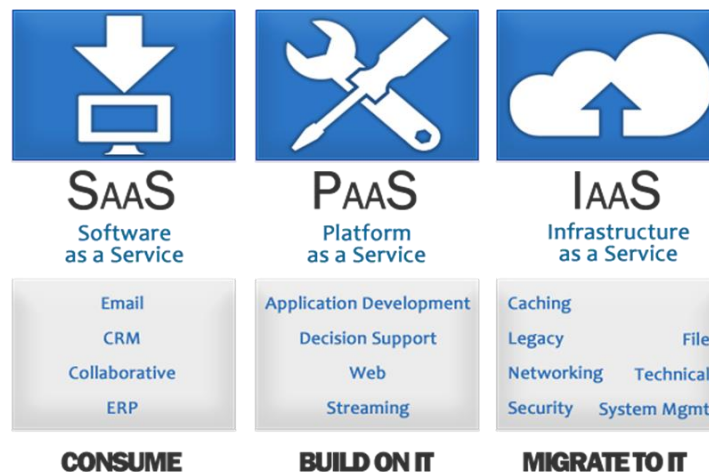 SaaS
Software
as a Service
Email
CRM
Collaborative
ERP
CONSUME
PaaS
Platform
as a Service
Application Development
Decision Support
Web
Streaming
BUILD ON IT
IaaS
Infrastructure
as a Service
Caching
Legacy File
Networking Technical
Security System Mgmt
MIGRATE TO IT